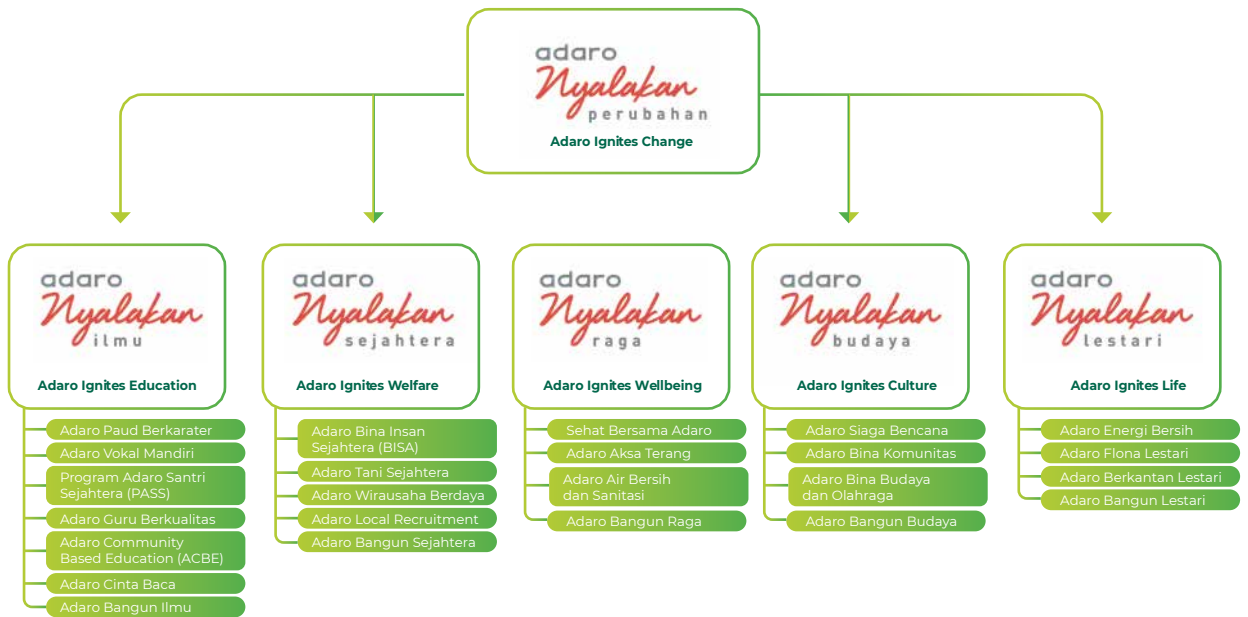 adaro
Nyalakan
perubahan
Adaro Ignites Change
adaro
Nyalakan
ilmu
Adaro Ignites Education
Adaro Paud Berkarater
Adaro Vokal Mandiri
Program Adaro Santri
Sejahtera (PASS)
Adaro Guru Berkualitas
Adaro Community
Based Education (ACBE)
Adaro Cinta Baca
Adaro Bangun Ilmu
adaro
Nyalakan
sejahtera
Adaro Ignites Welfare
Adaro Bina Insan
Sejahtera (BISA)
Adaro Tani Sejahtera
Adaro Wirausaha Berdaya
Adaro Local Recruitment
Adaro Bangun Sejahtera
adaro
Nyalakan
raga
Adaro Ignites Wellbeing
Sehat Bersama Adaro
Adaro Aksa Terang
Adaro Air Bersih
dan Sanitasi
Adaro Bangun Raga
adaro
Nyalakan
budaya
Adaro Ignites Culture
Adaro Siaga Bencana
Adaro Bina Komunitas
Adaro Bina Budaya
dan Olahraga
Adaro Bangun Budaya
adaro
Nyalakan
lestari
Adaro Ignites Life
Adaro Energi Bersih
Adaro Flona Lestari
Adaro Berkantan Lestari
Adaro Bangun Lestari